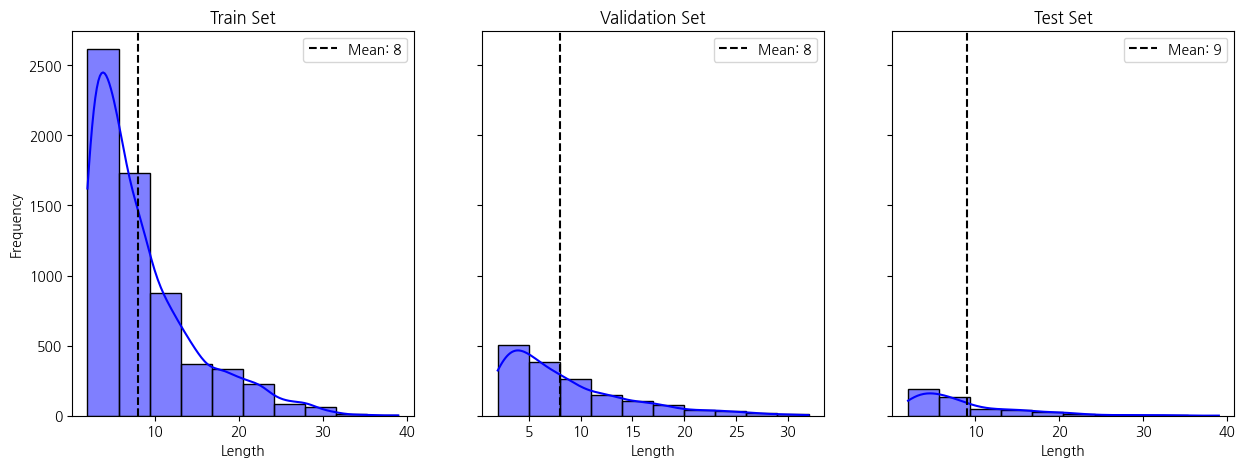 Train Set
Validation Set
Test Set
Mean: 8
Mean: 8
Mean: 9
Frequency
2500
2000
1500
1000
500
0
10
20
30
40
5
10
15
20
25
30
10
20
30
40
Length
Length
Length